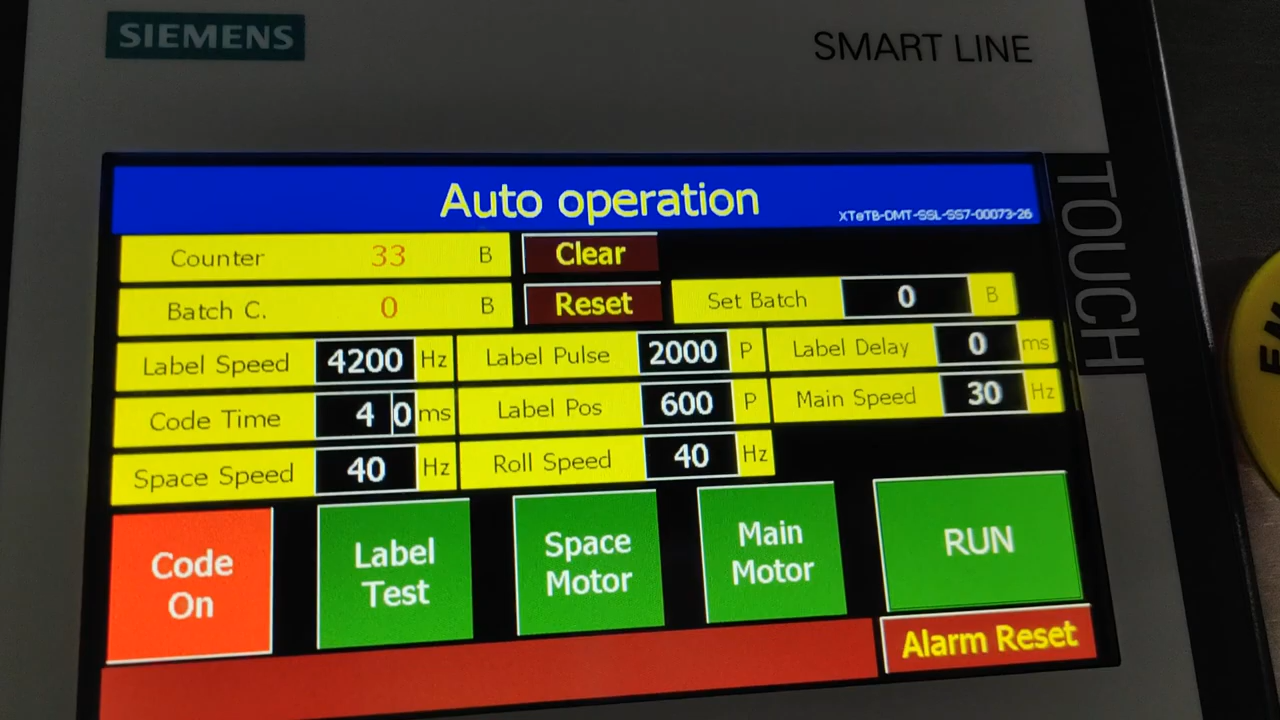 SIEMENS
SMART LINE
TOUCH
Auto operation
XTeTB-DMT-SSL-SS7-00073-26
Counter 33 B Clear
Batch C. 0 B Reset Set Batch 0 B
Label Speed 4200 Hz Label Pulse 2000 P Label Delay 0 ms
Code Time 4 0 ms Label Pos 600 P Main Speed 30 Hz
Space Speed 40 Hz Roll Speed 40 Hz
Code
On
Label
Test
Space
Motor
Main
Motor
RUN
Alarm Reset